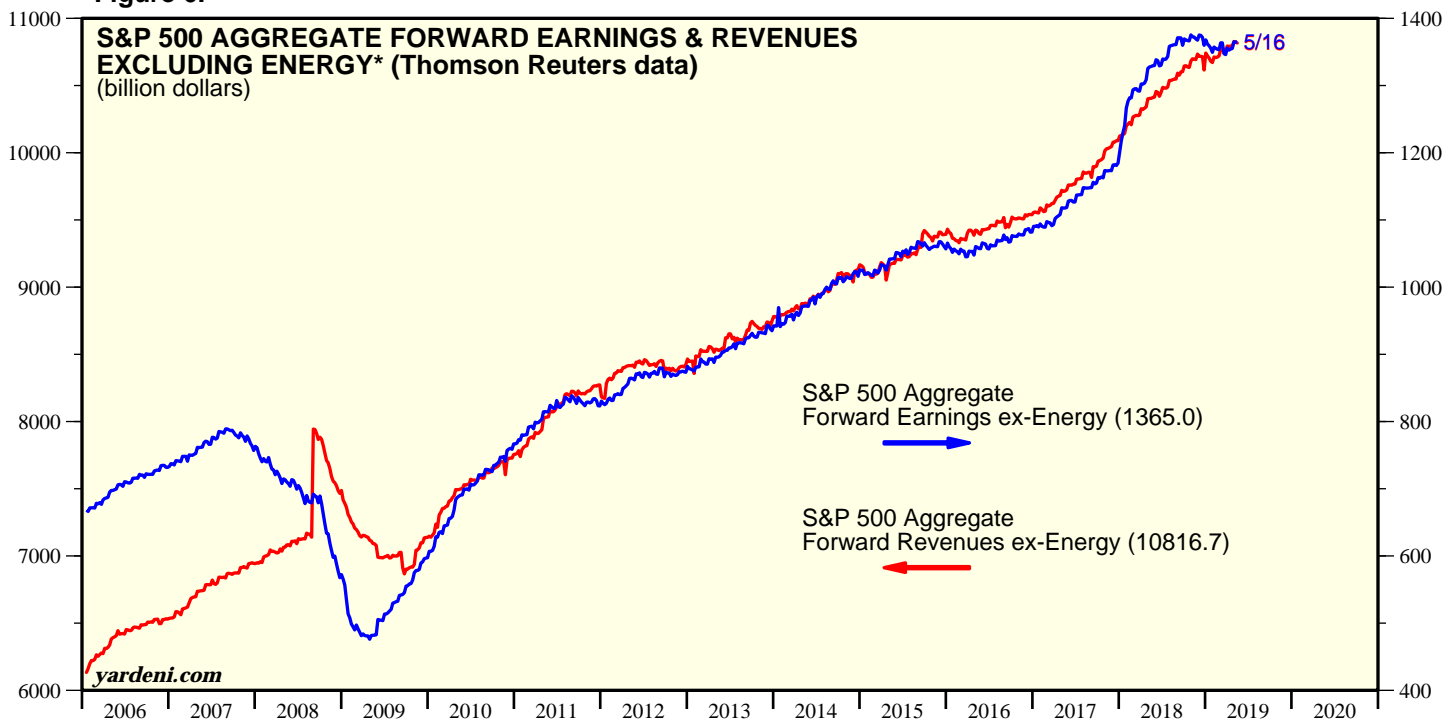 S&P 500 AGGREGATE FORWARD EARNINGS & REVENUES
EXCLUDING ENERGY* (Thomson Reuters data)
(billion dollars)
11000
10000
9000
8000
7000
6000
1400
1200
1000
800
600
400
5/16
S&P 500 Aggregate
Forward Earnings ex-Energy (1365.0)
S&P 500 Aggregate
Forward Revenues ex-Energy (10816.7)
yardeni.com
2006 2007 2008 2009 2010 2011 2012 2013 2014 2015 2016 2017 2018 2019 2020